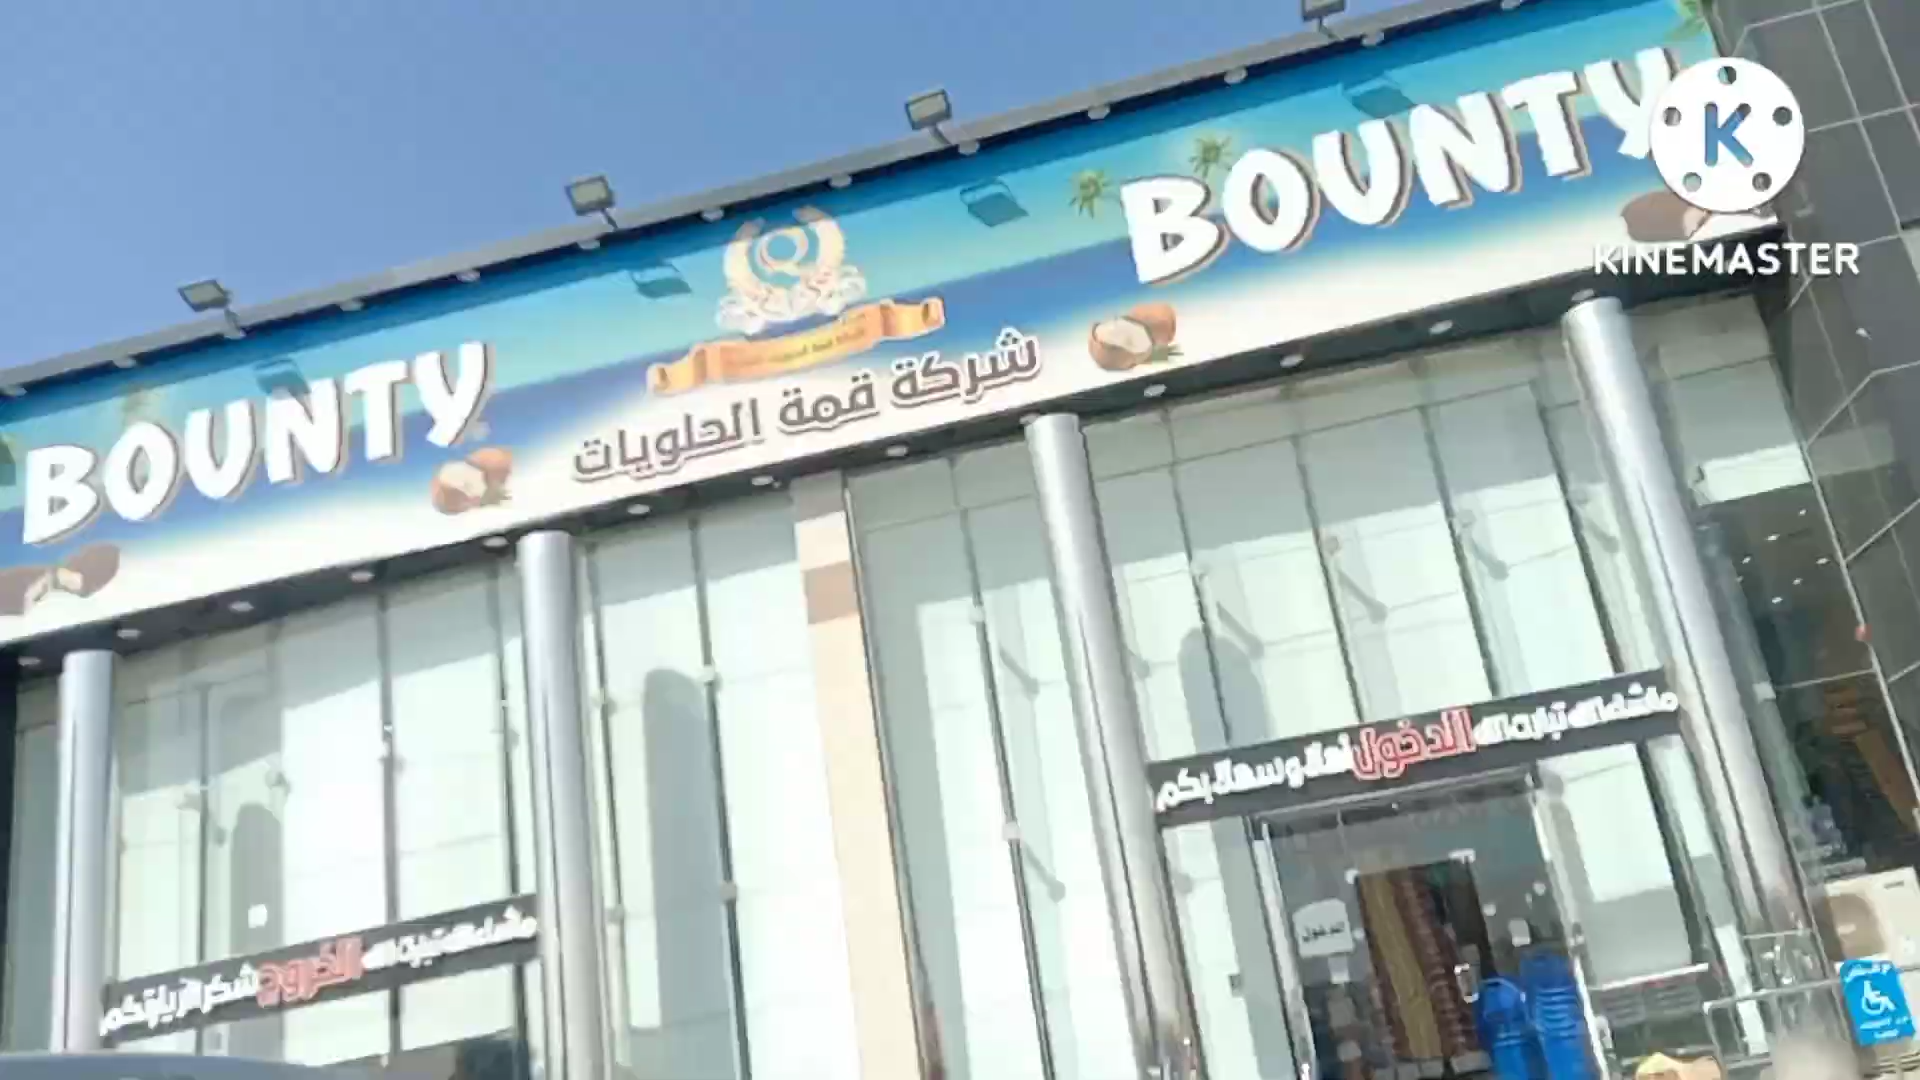 BOUNTY
BOUNTY
K
KINEMASTER
شركة قمة الحلويات
ماشاء الله تبارك الله الدخول أهلا وسهلا بكم
ماشاء الله تبارك الله الخروج شكرا لزيارتكم
الدخول